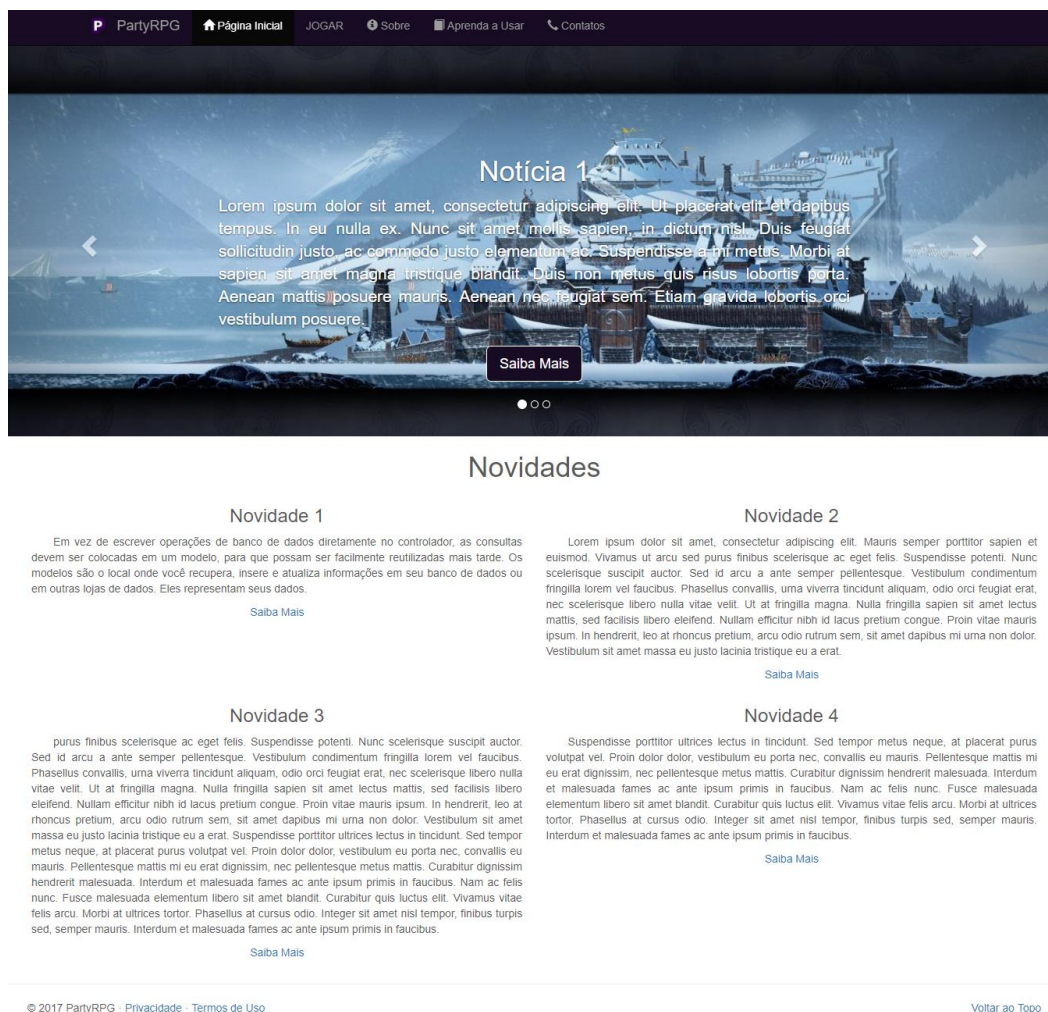 P PartyRPG Página Inicial JOGAR Sobre Aprenda a Usar Contatos
Notícia 1
Lorem ipsum dolor sit amet, consectetur adipiscing elit. Ut placerat elit et dapibus
tempus. In eu nulla ex. Nunc sit amet mollis sapien, in dictum nisl. Duis feugiat
sollicitudin justo, ac commodo justo elementum ac. Suspendisse a mi metus. Morbi at
sapien sit amet magna tristique blandit. Duis non metus quis risus lobortis porta.
Aenean mattis posuere mauris. Aenean nec feugiat sem. Etiam gravida lobortis orci
vestibulum posuere.
Saiba Mais
Novidades
Novidade 1
Em vez de escrever operações de banco de dados diretamente no controlador, as consultas
devem ser colocadas em um modelo, para que possam ser facilmente reutilizadas mais tarde. Os
modelos são o local onde você recupera, insere e atualiza informações em seu banco de dados ou
em outras lojas de dados. Eles representam seus dados.
Saiba Mais
Novidade 2
Lorem ipsum dolor sit amet, consectetur adipiscing elit. Mauris semper porttitor sapien et
euismod. Vivamus ut arcu sed purus finibus scelerisque ac eget felis. Suspendisse potenti. Nunc
scelerisque suscipit auctor. Sed id arcu a ante semper pellentesque. Vestibulum condimentum
fringilla lorem vel faucibus. Phasellus convallis, urna viverra tincidunt aliquam, odio orci feugiat erat,
nec scelerisque libero nulla vitae velit. Ut at fringilla magna. Nulla fringilla sapien sit amet lectus
mattis, sed facilisis libero eleifend. Nullam efficitur nibh id lacus pretium congue. Proin vitae mauris
ipsum. In hendrerit, leo at rhoncus pretium, arcu odio rutrum sem, sit amet dapibus mi urna non dolor.
Vestibulum sit amet massa eu justo lacinia tristique eu a erat.
Saiba Mais
Novidade 3
purus finibus scelerisque ac eget felis. Suspendisse potenti. Nunc scelerisque suscipit auctor.
Sed id arcu a ante semper pellentesque. Vestibulum condimentum fringilla lorem vel faucibus.
Phasellus convallis, urna viverra tincidunt aliquam, odio orci feugiat erat, nec scelerisque libero nulla
vitae velit. Ut at fringilla magna. Nulla fringilla sapien sit amet lectus mattis, sed facilisis libero
eleifend. Nullam efficitur nibh id lacus pretium congue. Proin vitae mauris ipsum. In hendrerit, leo at
rhoncus pretium, arcu odio rutrum sem, sit amet dapibus mi urna non dolor. Vestibulum sit amet
massa eu justo lacinia tristique eu a erat. Suspendisse porttitor ultrices lectus in tincidunt. Sed tempor
metus neque, at placerat purus volutpat vel. Proin dolor dolor, vestibulum eu porta nec, convallis eu
mauris. Pellentesque mattis mi eu erat dignissim, nec pellentesque metus mattis. Curabitur dignissim
hendrerit malesuada. Interdum et malesuada fames ac ante ipsum primis in faucibus. Nam ac felis
nunc. Fusce malesuada elementum libero sit amet blandit. Curabitur quis luctus elit. Vivamus vitae
felis arcu. Morbi at ultrices tortor. Phasellus at cursus odio. Integer sit amet nisl tempor, finibus turpis
sed, semper mauris. Interdum et malesuada fames ac ante ipsum primis in faucibus.
Saiba Mais
Novidade 4
Suspendisse porttitor ultrices lectus in tincidunt. Sed tempor metus neque, at placerat purus
volutpat vel. Proin dolor dolor, vestibulum eu porta nec, convallis eu mauris. Pellentesque mattis mi
eu erat dignissim, nec pellentesque metus mattis. Curabitur dignissim hendrerit malesuada. Interdum
et malesuada fames ac ante ipsum primis in faucibus. Nam ac felis nunc. Fusce malesuada
elementum libero sit amet blandit. Curabitur quis luctus elit. Vivamus vitae felis arcu. Morbi at ultrices
tortor. Phasellus at cursus odio. Integer sit amet nisl tempor, finibus turpis sed, semper mauris.
Interdum et malesuada fames ac ante ipsum primis in faucibus.
Saiba Mais
© 2017 PartyRPG · Privacidade · Termos de Uso
Voltar ao Topo